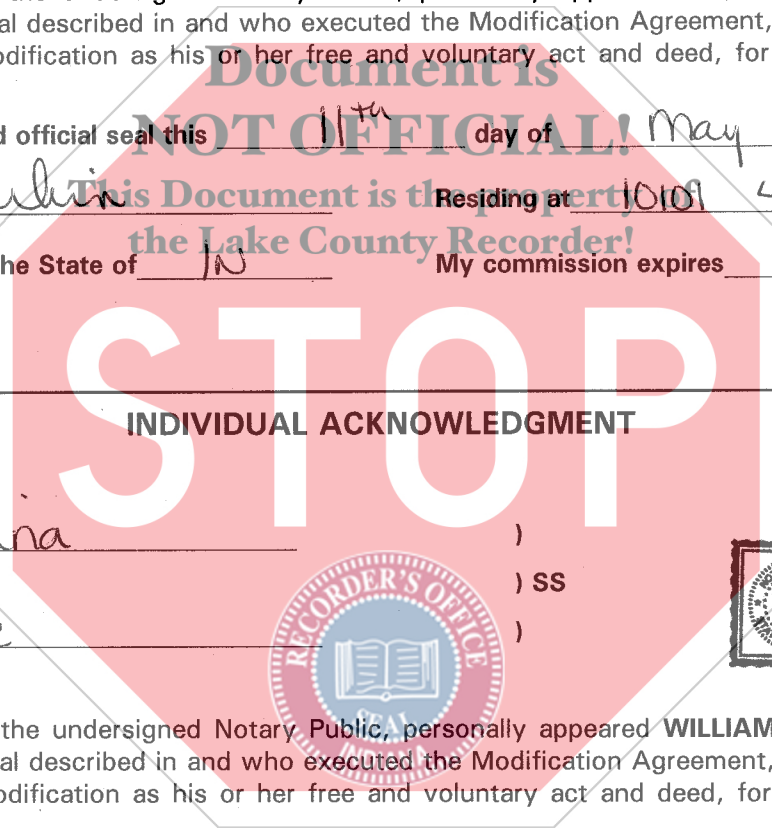 al described in and who executed the Modification Agreement,
odification as his or her free and voluntary act and deed, for
Document is
d official seal this 11th day of May
NOT OFFICIAL!
This Document is the property of
Residing at 10101
the Lake County Recorder!
he State of IN My commission expires
STOP
INDIVIDUAL ACKNOWLEDGMENT
ana )
) SS
)
RECORDER'S OFFICE
SEAL
INDIANA
the undersigned Notary Public, personally appeared WILLIAM
al described in and who executed the Modification Agreement,
odification as his or her free and voluntary act and deed, for